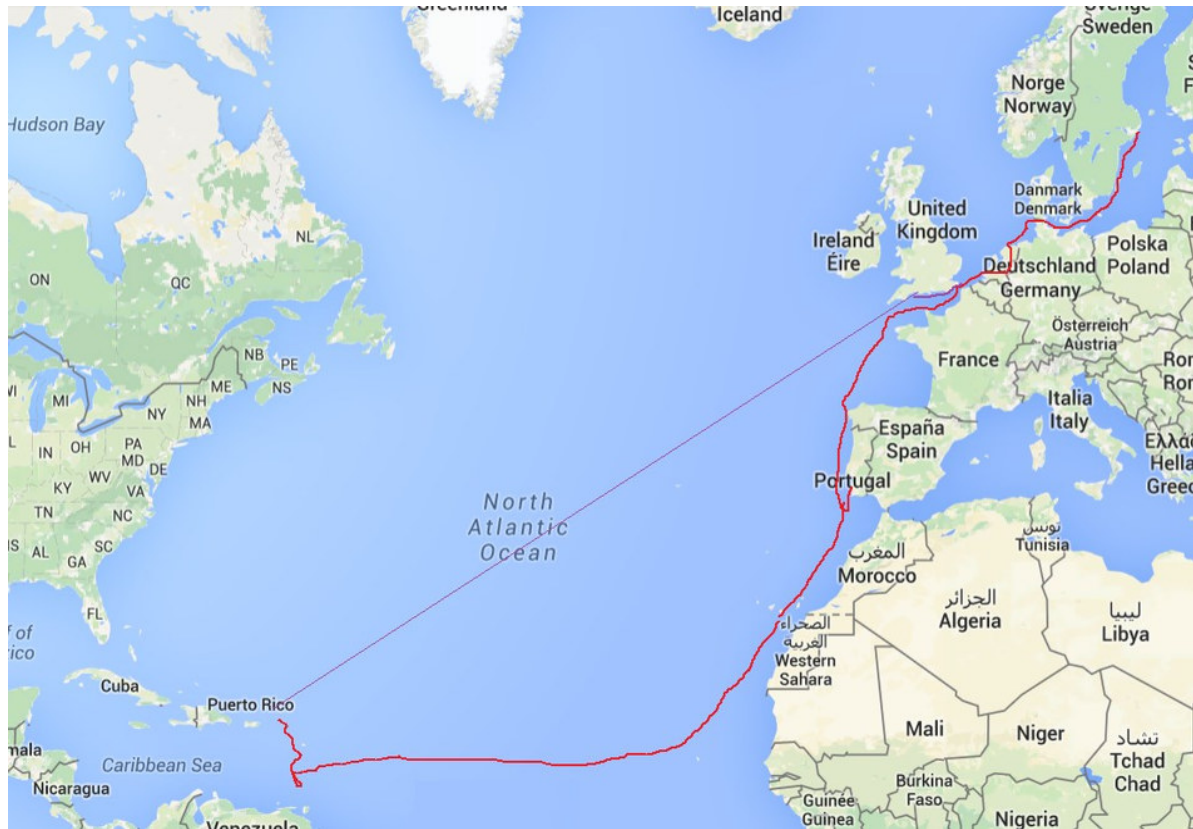 Greenland
Iceland
Sverige
Sweden
Norge
Norway
Hudson Bay
Danmark
Denmark
United
Kingdom
Ireland
Éire
Polska
Poland
Deutschland
Germany
NL
ON
QC
Österreich
Austria
France
NB
PE
ME
NS
MI
NH
NY
MA
Italia
Italy
España
Spain
OH
PA
IN
MD
DE
WV
KY
VA
Portugal
TN
NC
North
Atlantic
Ocean
SC
AL
GA
FL
تونس
Tunisia
المغرب
Morocco
الجزائر
Algeria
ليبيا
Libya
الصحراء
الغربية
Western
Sahara
Cuba
Puerto Rico
Mali
Niger
تشاد
Tchad
Chad
Caribbean Sea
Nicaragua
Burkina
Faso
Guinée
Guinea
Nigeria
Venezuela